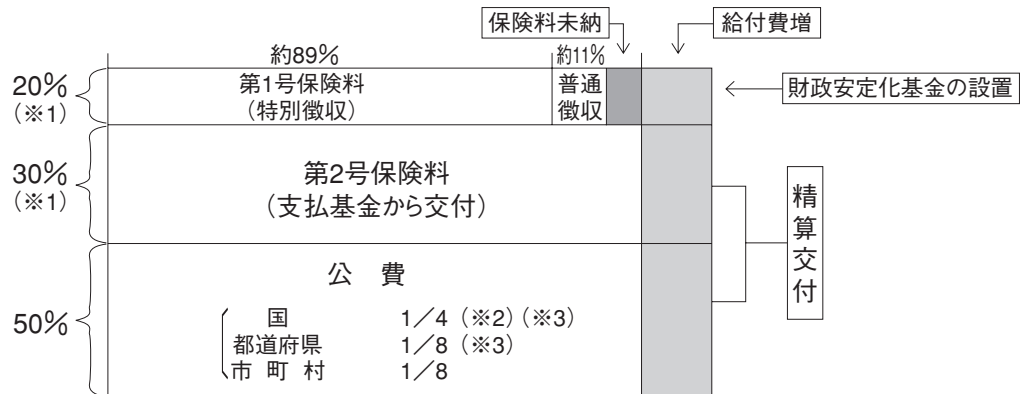 保険料未納
給付費増
約89%
約11%
20%
(※1)
第1号保険料
(特別徴収)
普通
徴収
財政安定化基金の設置
30%
(※1)
第2号保険料
(支払基金から交付)
精算交付
50%
公 費
国 1/4 (※2)(※3)
都道府県 1/8 (※3)
市 町 村 1/8